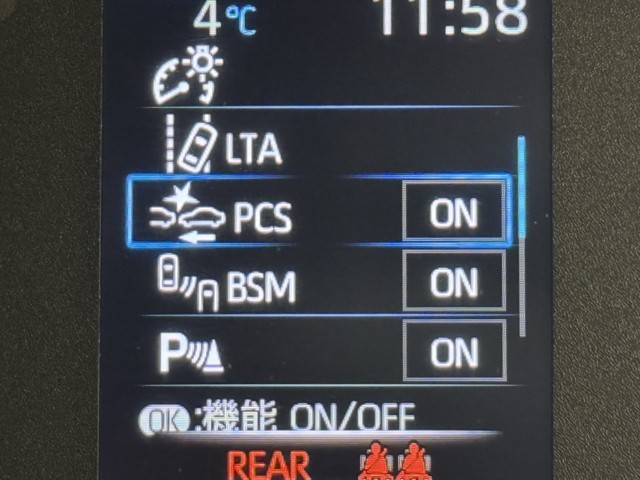 4℃ 11:58
LTA
PCS ON
BSM ON
P ON
OK:機能 ON/OFF
REAR